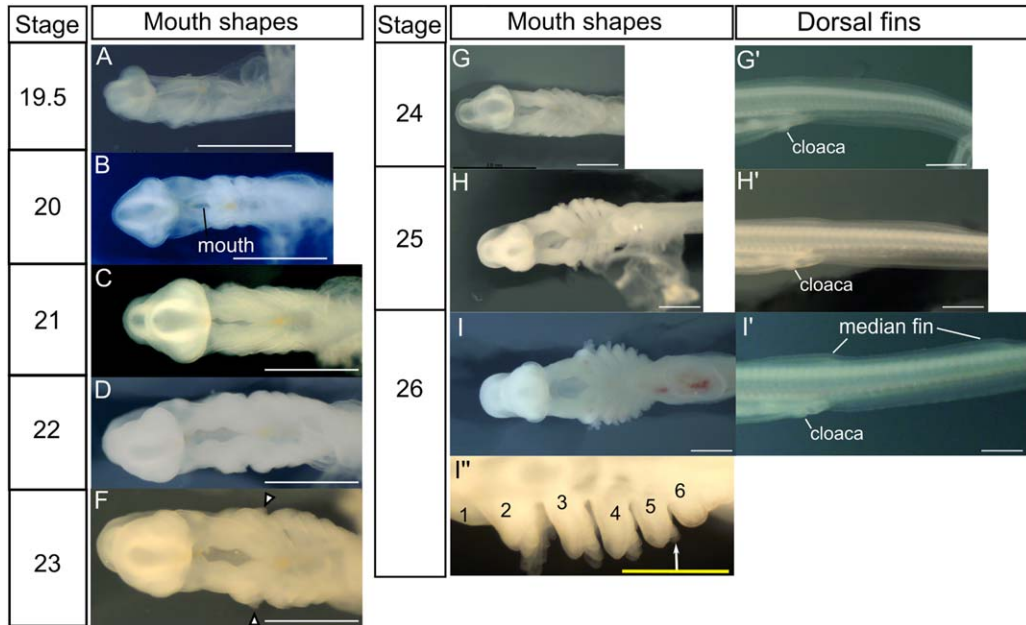 Stage
Mouth shapes
19.5
A
20
B
mouth
21
C
22
D
23
F
Stage
Mouth shapes
Dorsal fins
24
G
G'
cloaca
25
H
H'
cloaca
26
I
I'
median fin
cloaca
I"
1
2
3
4
5
6